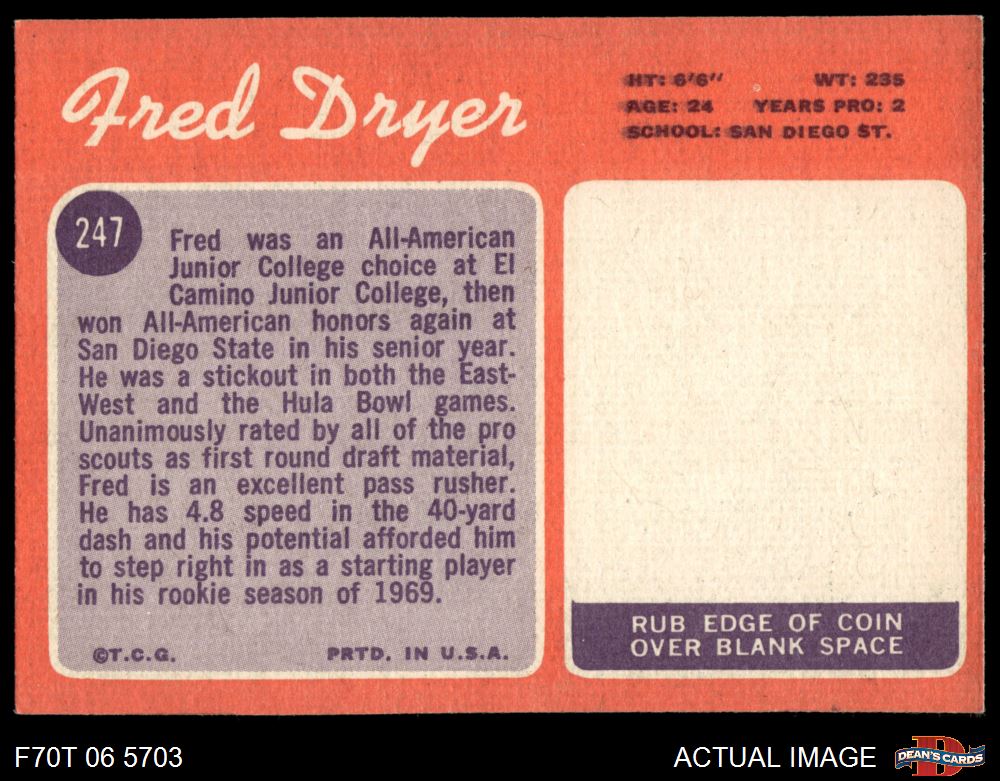 Fred Dryer
HT: 6'6" WT: 235
AGE: 24 YEARS PRO: 2
SCHOOL: SAN DIEGO ST.
247
Fred was an All-American
Junior College choice at El
Camino Junior College, then
won All-American honors again at
San Diego State in his senior year.
He was a stickout in both the East-
West and the Hula Bowl games.
Unanimously rated by all of the pro
scouts as first round draft material,
Fred is an excellent pass rusher.
He has 4.8 speed in the 40-yard
dash and his potential afforded him
to step right in as a starting player
in his rookie season of 1969.
©T.C.G. PRTD. IN U.S.A.
RUB EDGE OF COIN
OVER BLANK SPACE
F70T 06 5703
ACTUAL IMAGE
D
DEAN'S CARDS